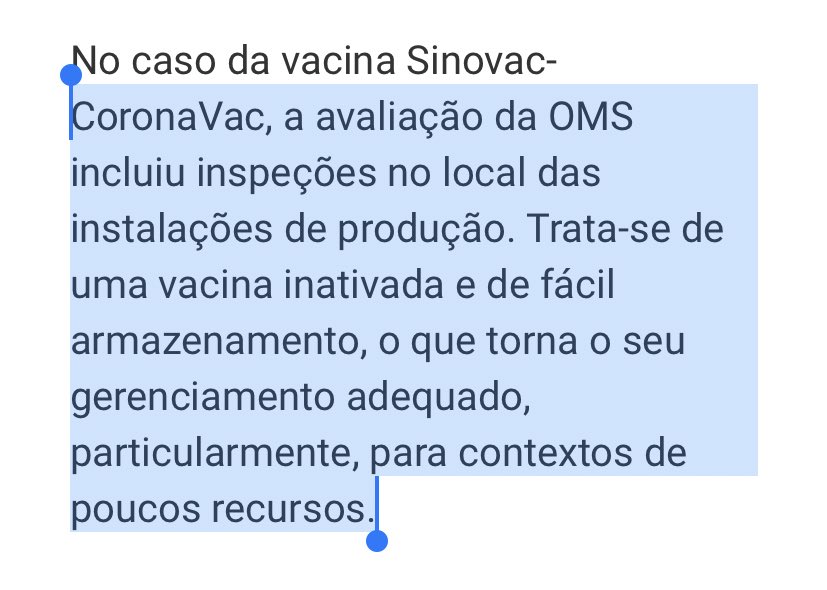 No caso da vacina Sinovac-
CoronaVac, a avaliação da OMS
incluiu inspeções no local das
instalações de produção. Trata-se de
uma vacina inativada e de fácil
armazenamento, o que torna o seu
gerenciamento adequado,
particularmente, para contextos de
poucos recursos.